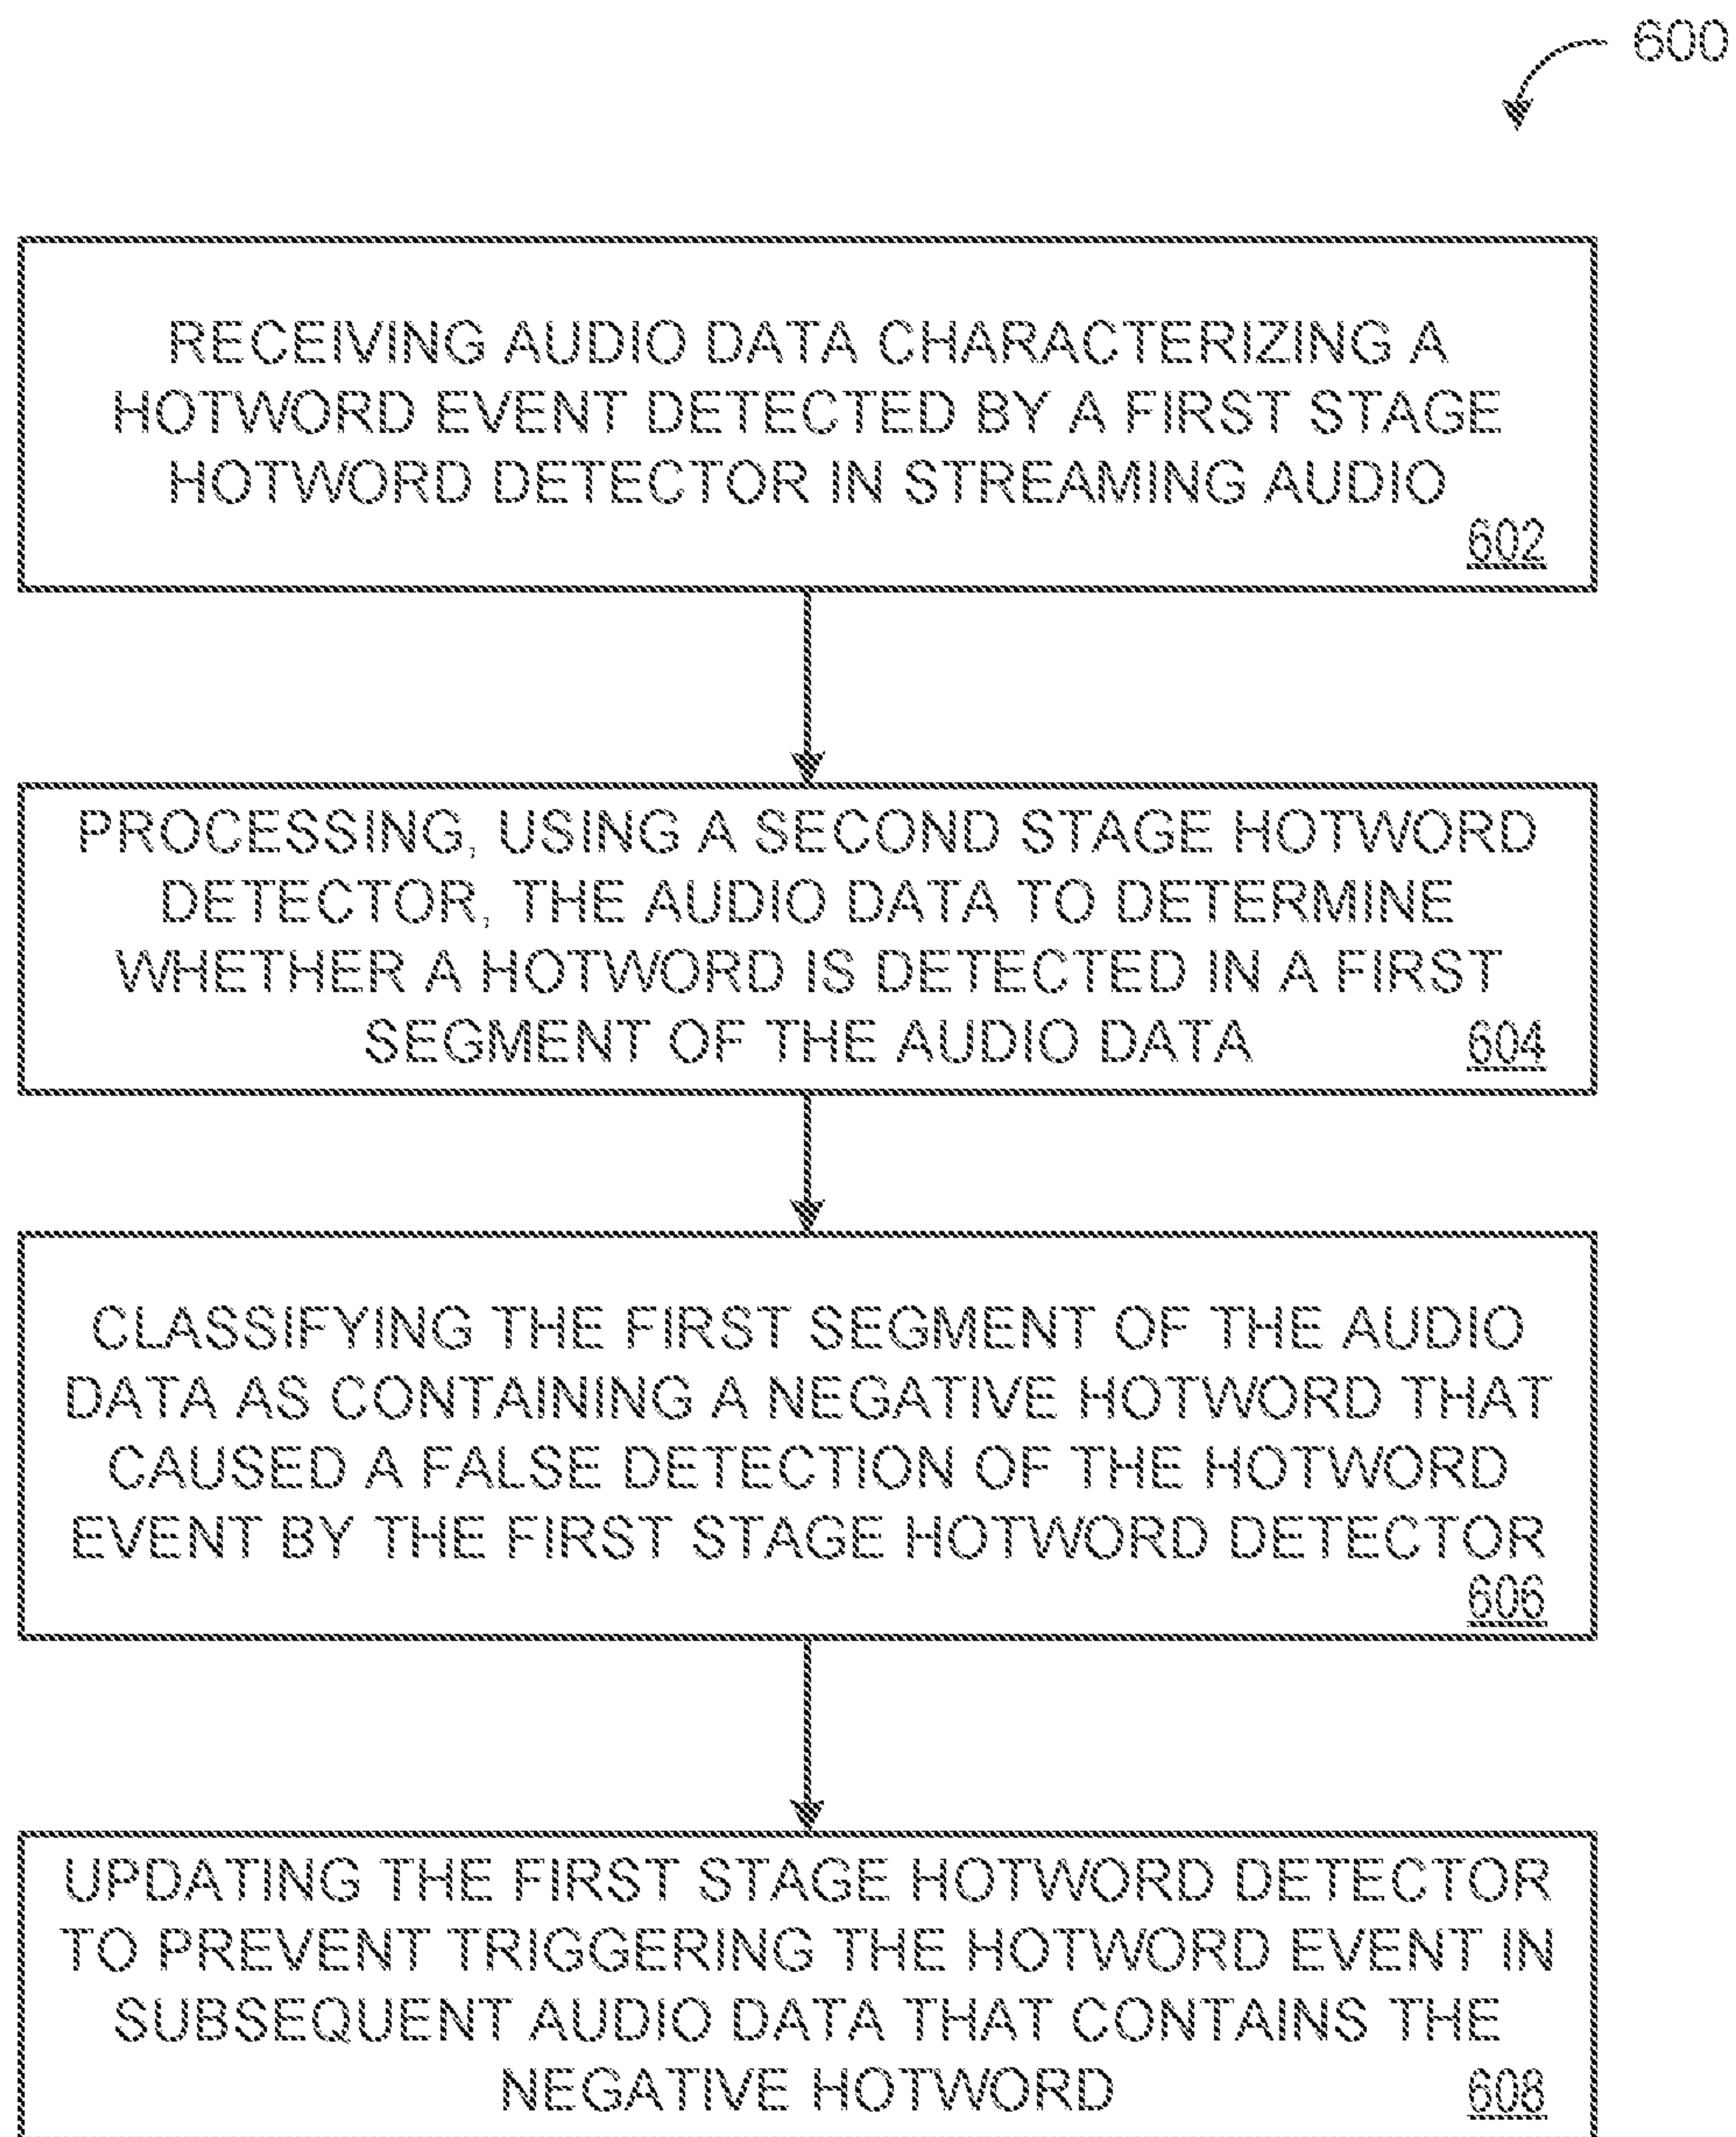 600
RECEIVING AUDIO DATA CHARACTERIZING A
HOTWORD EVENT DETECTED BY A FIRST STAGE
HOTWORD DETECTOR IN STREAMING AUDIO
602
PROCESSING, USING A SECOND STAGE HOTWORD
DETECTOR, THE AUDIO DATA TO DETERMINE
WHETHER A HOTWORD IS DETECTED IN A FIRST
SEGMENT OF THE AUDIO DATA 604
CLASSIFYING THE FIRST SEGMENT OF THE AUDIO
DATA AS CONTAINING A NEGATIVE HOTWORD THAT
CAUSED A FALSE DETECTION OF THE HOTWORD
EVENT BY THE FIRST STAGE HOTWORD DETECTOR
606
UPDATING THE FIRST STAGE HOTWORD DETECTOR
TO PREVENT TRIGGERING THE HOTWORD EVENT IN
SUBSEQUENT AUDIO DATA THAT CONTAINS THE
NEGATIVE HOTWORD 608